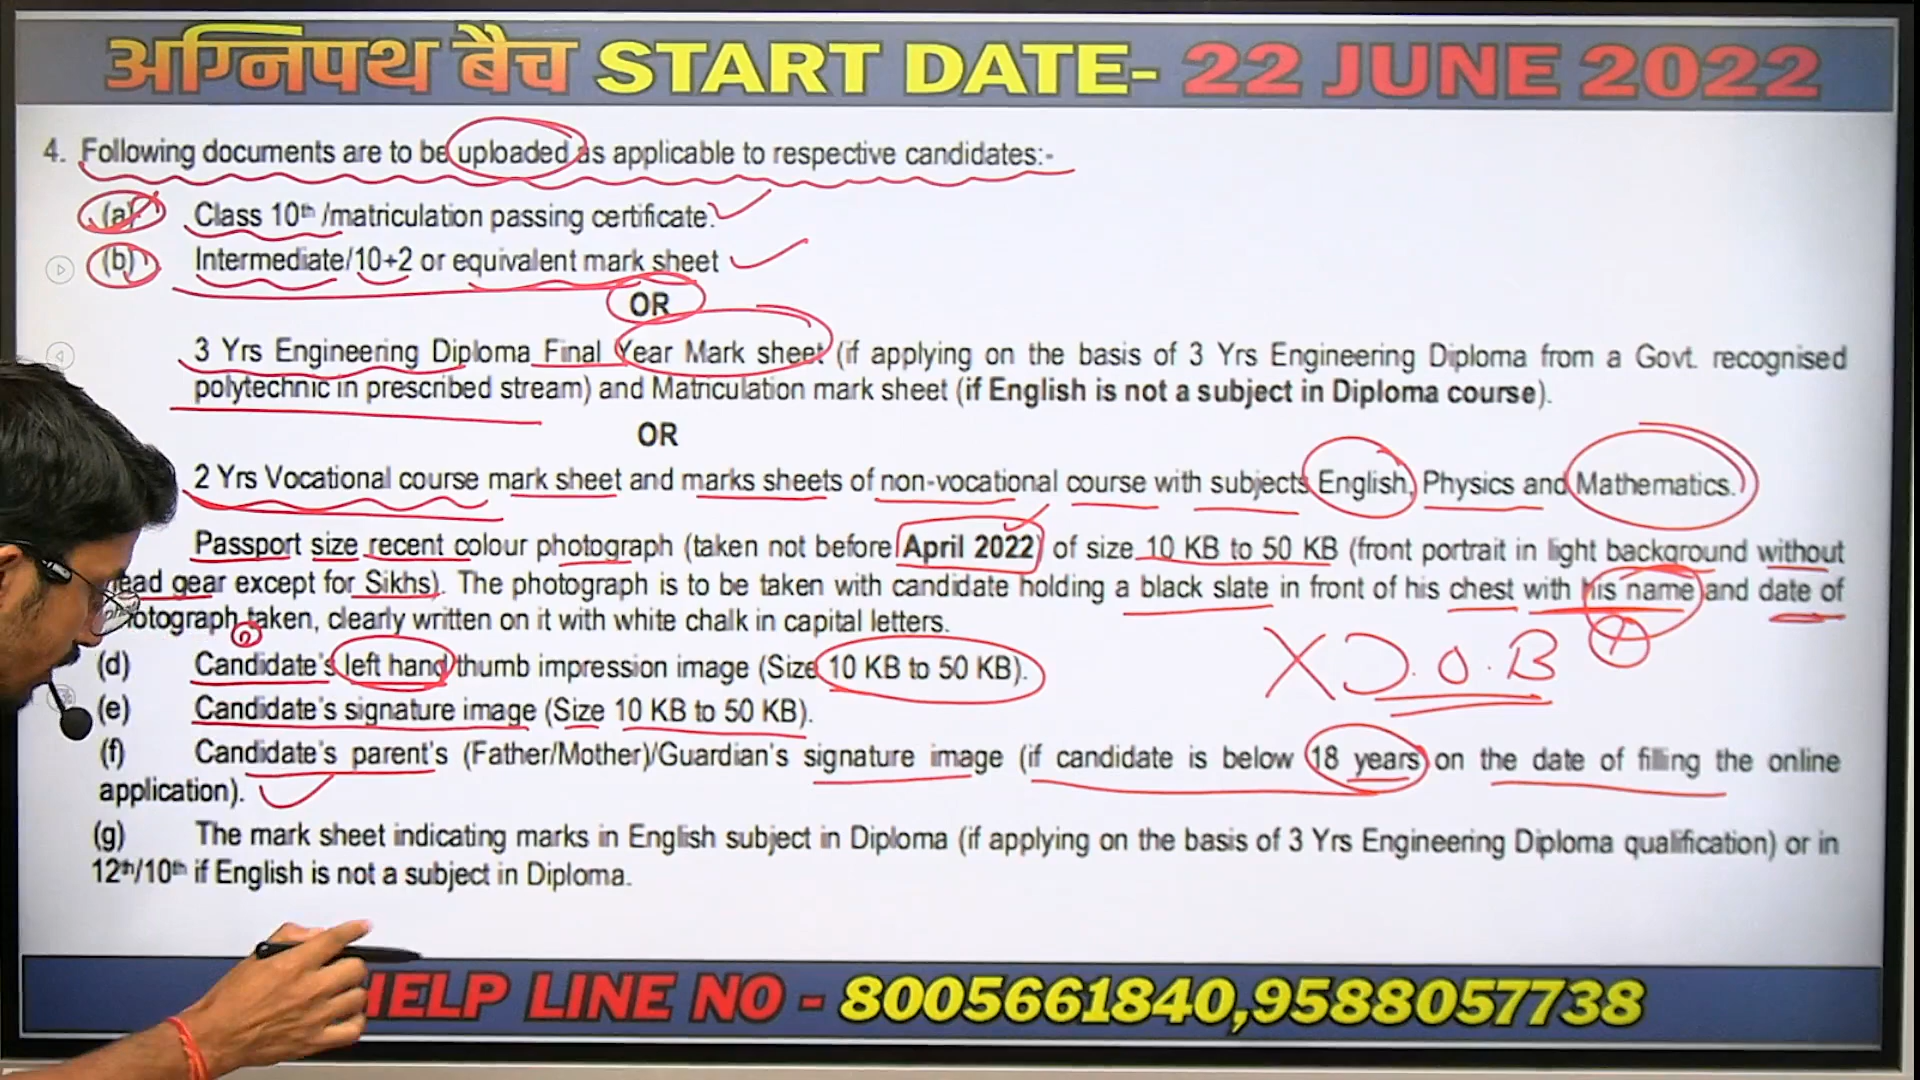 अग्निपथ बैच START DATE- 22 JUNE 2022
4. Following documents are to be uploaded as applicable to respective candidates:-
(a) Class 10th /matriculation passing certificate.
(b) Intermediate/10+2 or equivalent mark sheet
OR
3 Yrs Engineering Diploma Final Year Mark sheet (if applying on the basis of 3 Yrs Engineering Diploma from a Govt. recognised
polytechnic in prescribed stream) and Matriculation mark sheet (if English is not a subject in Diploma course).
OR
2 Yrs Vocational course mark sheet and marks sheets of non-vocational course with subjects English, Physics and Mathematics.
Passport size recent colour photograph (taken not before April 2022) of size 10 KB to 50 KB (front portrait in light background without
gear except for Sikhs). The photograph is to be taken with candidate holding a black slate in front of his chest with his name and date of
taken, clearly written on it with white chalk in capital letters.
X D.O.B
(d) Candidate's left hand thumb impression image (Size 10 KB to 50 KB).
(e) Candidate's signature image (Size 10 KB to 50 KB).
(f) Candidate's parent's (Father/Mother)/Guardian's signature image (if candidate is below 18 years on the date of filling the online
application).
(g) The mark sheet indicating marks in English subject in Diploma (if applying on the basis of 3 Yrs Engineering Diploma qualification) or in
12th/10th if English is not a subject in Diploma.
HELP LINE NO - 8005661840,9588057738